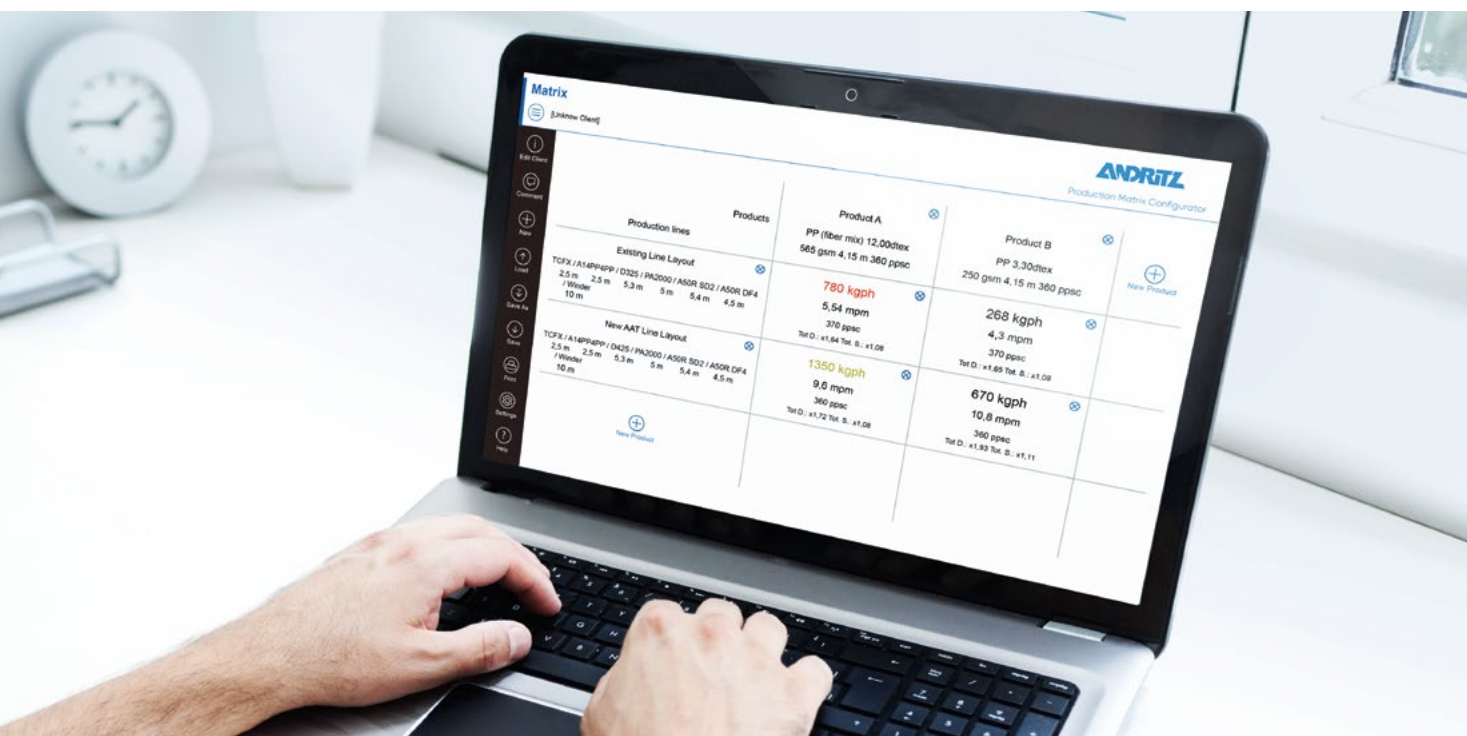 Matrix
[Unknow Client]
ANDRITZ
Production Matrix Configurator
Edit Client
Comment
New
Load
Save As
Save
Print
Settings
Help
Products
Production lines
Product A
PP (fiber mix) 12,00dtex
565 gsm 4,15 m 360 ppsc
Product B
PP 3,30dtex
250 gsm 4,15 m 360 ppsc
New Product
Existing Line Layout
TCFX / A14PP4PP / D325 / PA2000 / A50R SD2 / A50R DF4
2,5 m 2,5 m 5,3 m 5 m 5,4 m 4,5 m
/ Winder
10 m
780 kgph
5,54 mpm
370 ppsc
Tot D.: x1,64 Tot. S.: x1,08
268 kgph
4,3 mpm
370 ppsc
Tot D.: x1,65 Tot. S.: x1,08
New AAT Line Layout
TCFX / A14PP4PP / D325 / PA2000 / A50R SD2 / A50R DF4
2,5 m 2,5 m 5,3 m 5 m 5,4 m 4,5 m
/ Winder
10 m
1350 kgph
9,6 mpm
360 ppsc
Tot D.: x1,72 Tot. S.: x1,08
670 kgph
10,8 mpm
360 ppsc
Tot D.: x1,93 Tot. S.: x1,11
New Product